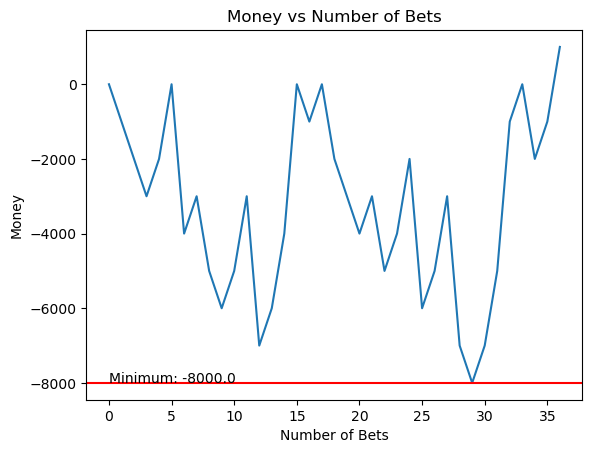 Money vs Number of Bets
0
−2000
−4000
−6000
−8000
Money
Minimum: -8000.0
0 5 10 15 20 25 30 35
Number of Bets